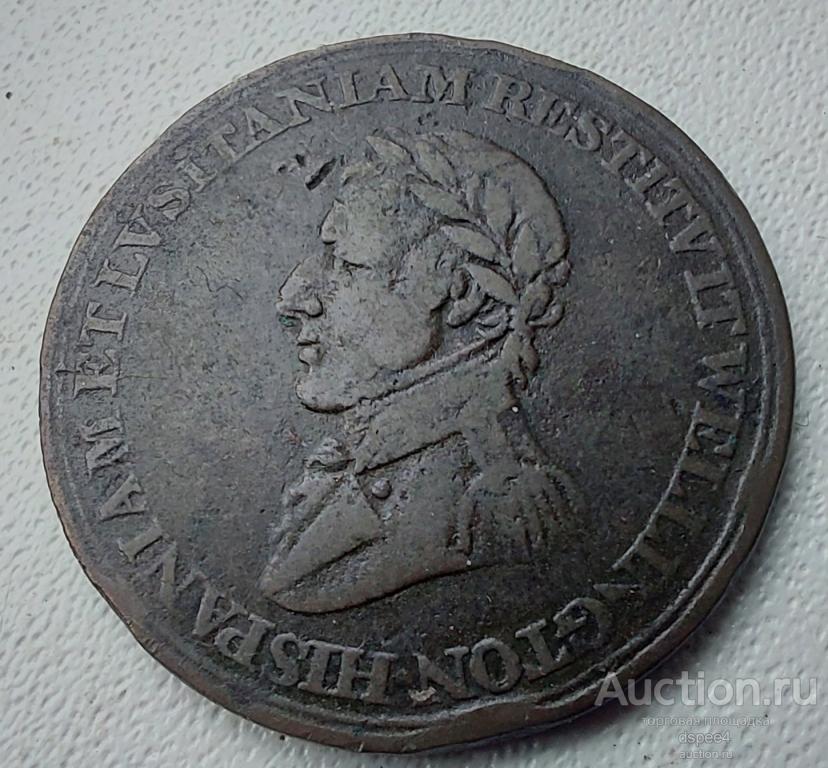 HISPANIAM ET LVSITANIAM RESTITVIT WELLINGTON
Auction.ru
торговая площадка
dspee4
auction.ru